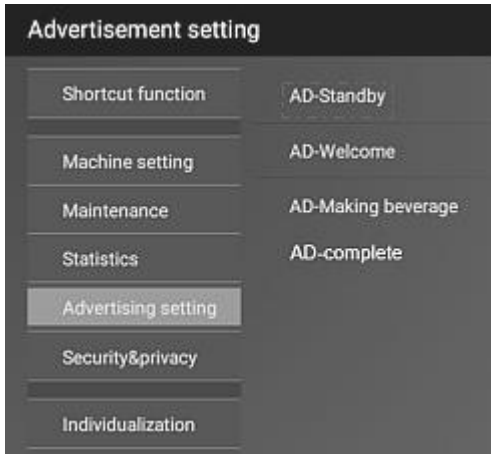 Advertisement setting
Shortcut function
Machine setting
Maintenance
Statistics
Advertising setting
Security&privacy
Individualization
AD-Standby
AD-Welcome
AD-Making beverage
AD-complete